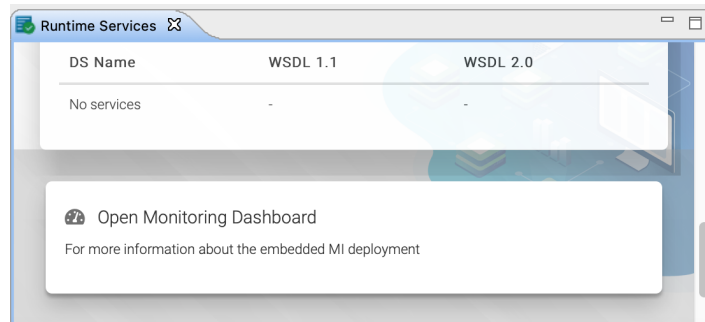 Runtime Services
DS Name WSDL 1.1 WSDL 2.0
No services - -
Open Monitoring Dashboard
For more information about the embedded MI deployment